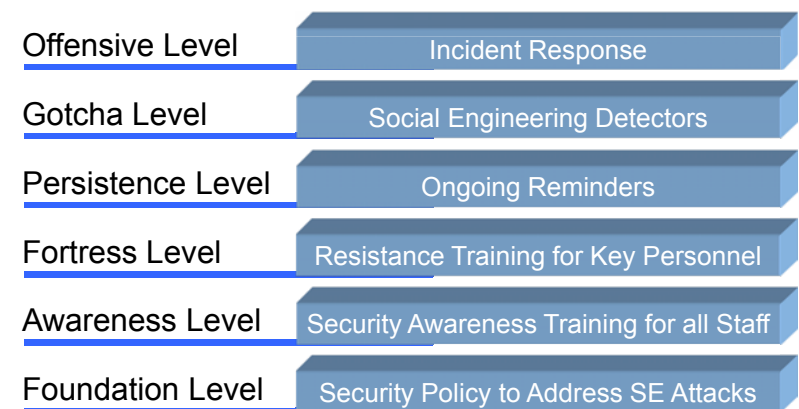 Offensive Level Incident Response
Gotcha Level Social Engineering Detectors
Persistence Level Ongoing Reminders
Fortress Level Resistance Training for Key Personnel
Awareness Level Security Awareness Training for all Staff
Foundation Level Security Policy to Address SE Attacks